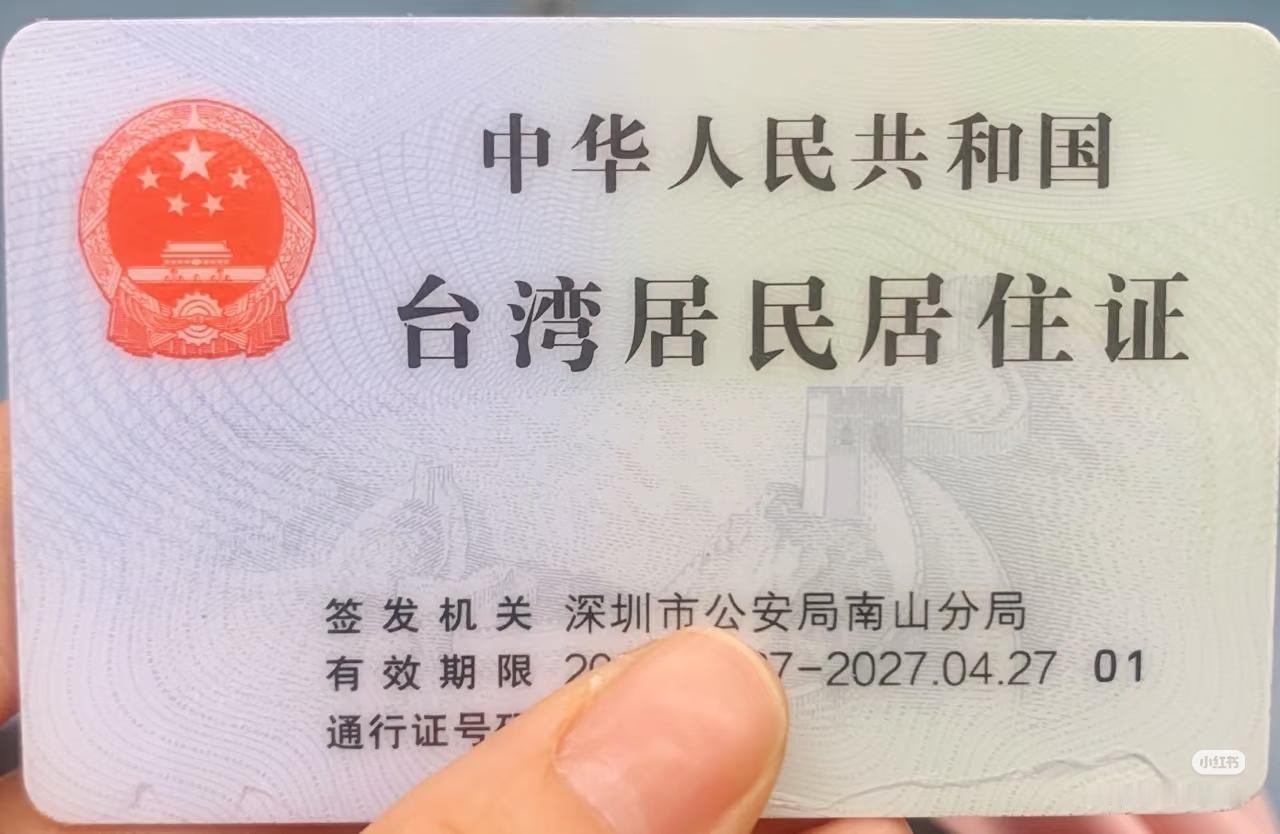 中华人民共和国
台湾居民居住证
签发机关 深圳市公安局南山分局
有效期限 20 7-2027.04.27 01
通行证号
小红书